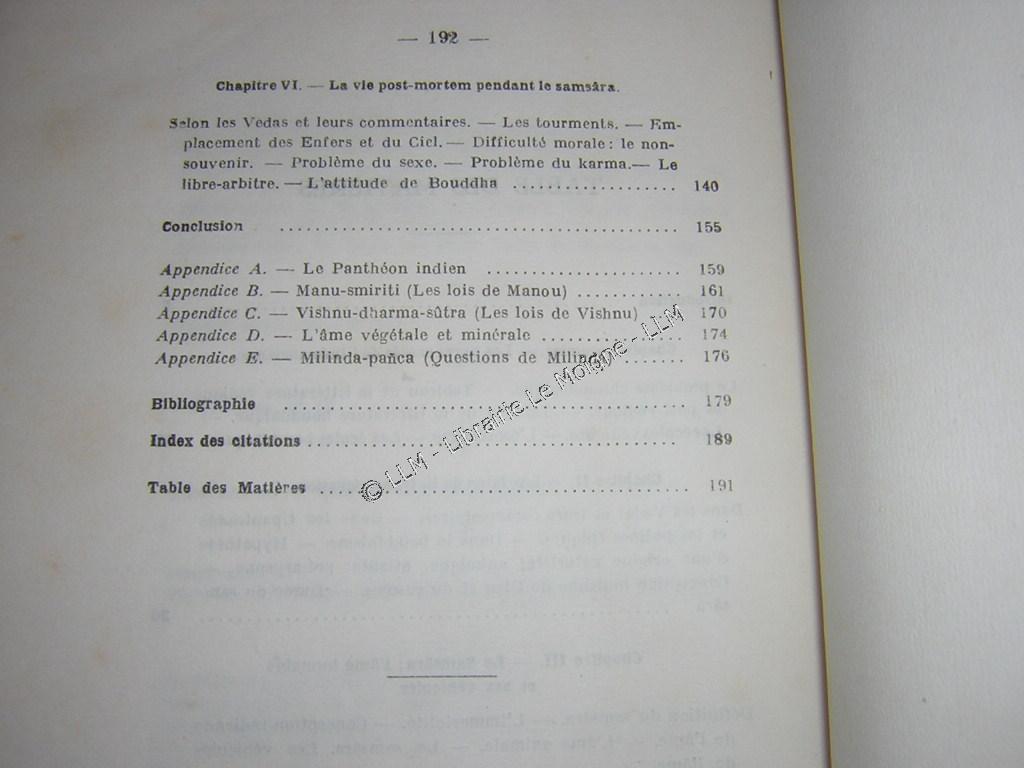 — 192 —
Chapitre VI. — La vie post-mortem pendant le samsâra.
Selon les Vedas et leurs commentaires. — Les tourments. — Em-
placement des Enfers et du Ciel. — Difficulté morale : le non-
souvenir. — Problème du sexe. — Problème du karma. — Le
libre-arbitre. — L'attitude de Bouddha .................. 140
Conclusion .......................................... 155
Appendice A. — Le Panthéon indien ..................... 159
Appendice B. — Manu-smiriti (Les lois de Manou) ............ 161
Appendice C. — Vishnu-dharma-sûtra (Les lois de Vishnu) .... 170
Appendice D. — L'âme végétale et minérale ............... 174
Appendice E. — Milinda-pañca (Questions de Milinda) ....... 176
Bibliographie ........................................ 179
Index des citations ...................................... 189
Table des Matières ..................................... 191
© LLM - Librairie Le Moigne - LLM